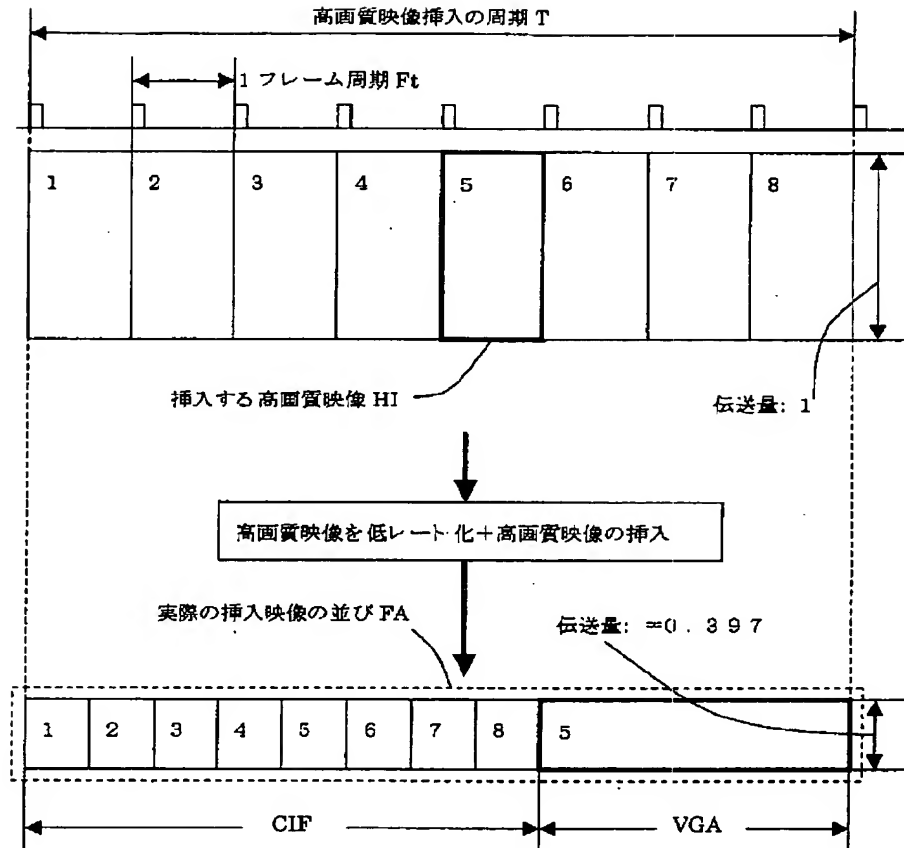 高画質映像挿入の周期 T
1 フレーム周期 Ft
1 2 3 4 5 6 7 8
挿入する高画質映像 HI
伝送量: 1
高画質映像を低レート化+高画質映像の挿入
実際の挿入映像の並び FA
伝送量: ≃0.397
1 2 3 4 5 6 7 8 5
CIF
VGA